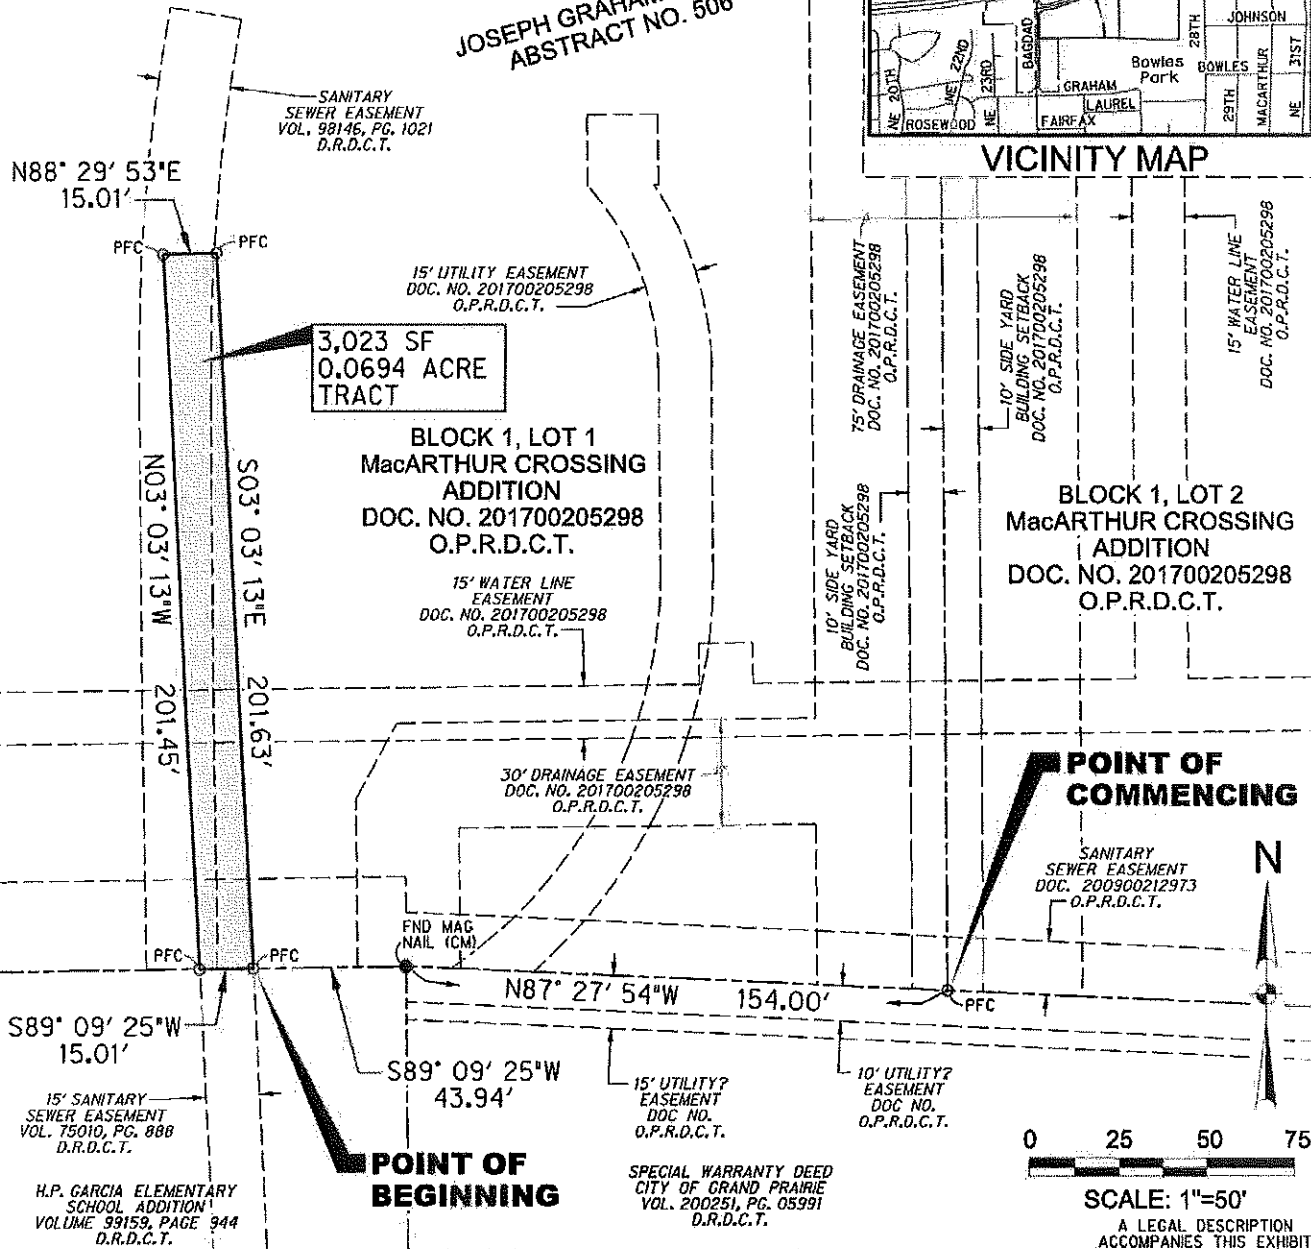 JOSEPH GRAHAM
ABSTRACT NO. 506
SANITARY
SEWER EASEMENT
VOL. 98146, PG. 1021
D.R.D.C.T.
N88° 29' 53"E
15.01'
PFC
PFC
15' UTILITY EASEMENT
DOC. NO. 201700205298
O.P.R.D.C.T.
3,023 SF
0.0694 ACRE
TRACT
BLOCK 1, LOT 1
MacARTHUR CROSSING
ADDITION
DOC. NO. 201700205298
O.P.R.D.C.T.
N03° 03' 13"W
201.45'
S03° 03' 13"E
201.63'
15' WATER LINE
EASEMENT
DOC. NO. 201700205298
O.P.R.D.C.T.
30' DRAINAGE EASEMENT
DOC. NO. 201700205298
O.P.R.D.C.T.
NE 20TH
NE 22ND
NE 23RD
BAGDAD
ROSEWOOD
GRAHAM
LAUREL
FAIRFAX
Bowles
Park
BOWLES
JOHNSON
28TH
29TH
MACARTHUR
NE 31ST
VICINITY MAP
75' DRAINAGE EASEMENT
DOC. NO. 201700205298
O.P.R.D.C.T.
10' SIDE YARD
BUILDING SETBACK
DOC. NO. 201700205298
O.P.R.D.C.T.
15' WATER LINE
EASEMENT
DOC. NO. 201700205298
O.P.R.D.C.T.
10' SIDE YARD
BUILDING SETBACK
DOC. NO. 201700205298
O.P.R.D.C.T.
BLOCK 1, LOT 2
MacARTHUR CROSSING
ADDITION
DOC. NO. 201700205298
O.P.R.D.C.T.
POINT OF
COMMENCING
SANITARY
SEWER EASEMENT
DOC. 200900212973
O.P.R.D.C.T.
N
FND MAG
NAIL (CM)
PFC
PFC
N87° 27' 54"W 154.00'
PFC
S89° 09' 25"W
15.01'
S89° 09' 25"W
43.94'
15' SANITARY
SEWER EASEMENT
VOL. 75010, PG. 888
D.R.D.C.T.
15' UTILITY?
EASEMENT
DOC NO.
O.P.R.D.C.T.
10' UTILITY?
EASEMENT
DOC NO.
O.P.R.D.C.T.
POINT OF
BEGINNING
H.P. GARCIA ELEMENTARY
SCHOOL ADDITION
VOLUME 99159, PAGE 944
D.R.D.C.T.
SPECIAL WARRANTY DEED
CITY OF GRAND PRAIRIE
VOL. 200251, PG. 05991
D.R.D.C.T.
0 25 50 75
SCALE: 1"=50'
A LEGAL DESCRIPTION
ACCOMPANIES THIS EXHIBIT